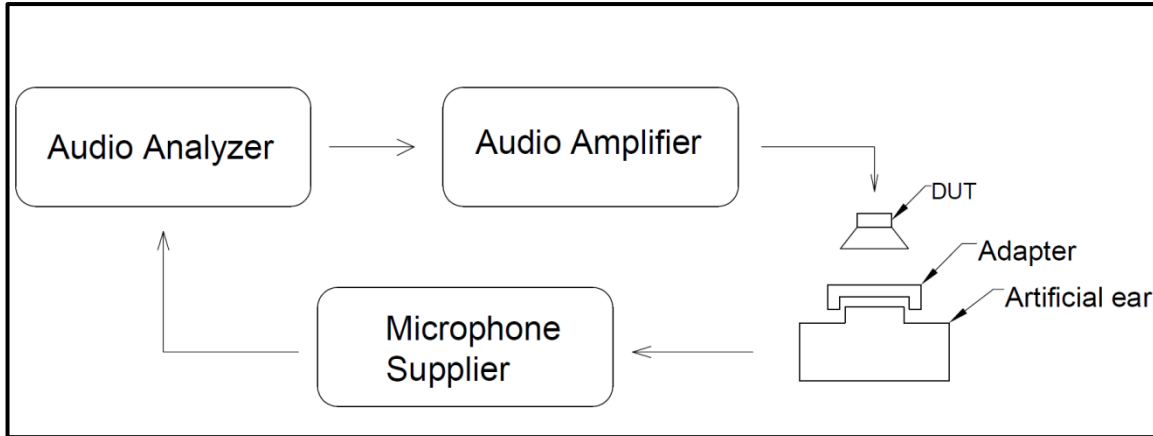 Audio Analyzer
Audio Amplifier
DUT
Adapter
Artificial ear
Microphone
Supplier